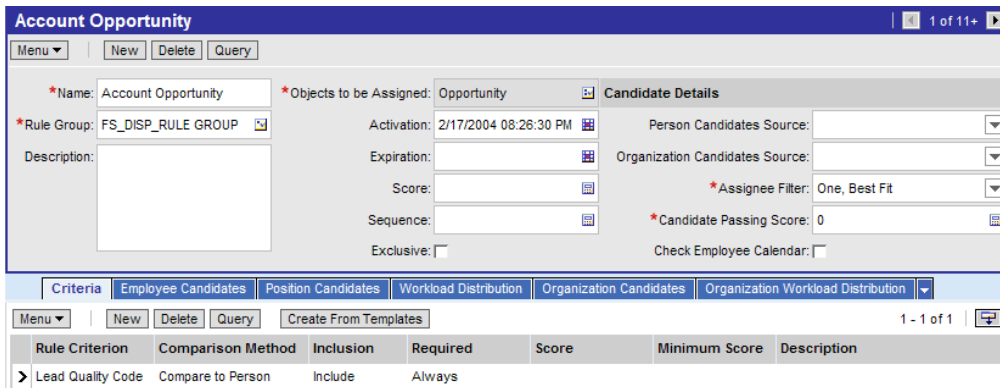 Account Opportunity 1 of 11+
Menu New Delete Query
*Name: Account Opportunity *Objects to be Assigned: Opportunity Candidate Details
*Rule Group: FS_DISP_RULE GROUP Activation: 2/17/2004 08:26:30 PM Person Candidates Source:
Description: Expiration: Organization Candidates Source:
Score: *Assignee Filter: One, Best Fit
Sequence: *Candidate Passing Score: 0
Exclusive: Check Employee Calendar:
Criteria Employee Candidates Position Candidates Workload Distribution Organization Candidates Organization Workload Distribution
Menu New Delete Query Create From Templates 1 - 1 of 1
Rule Criterion Comparison Method Inclusion Required Score Minimum Score Description
Lead Quality Code Compare to Person Include Always